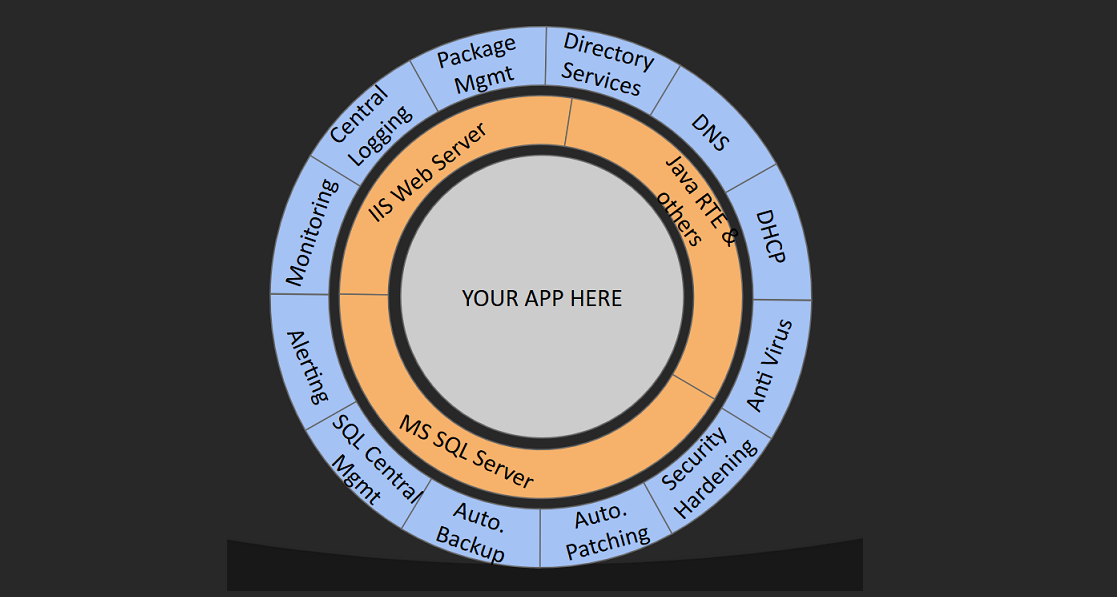 Package
Mgmt
Directory
Services
DNS
DHCP
Anti Virus
Security
Hardening
Auto.
Patching
Auto.
Backup
SQL Central
Mgmt
Alerting
Monitoring
Central
Logging
IIS Web Server
Java RTE &
others
MS SQL Server
YOUR APP HERE